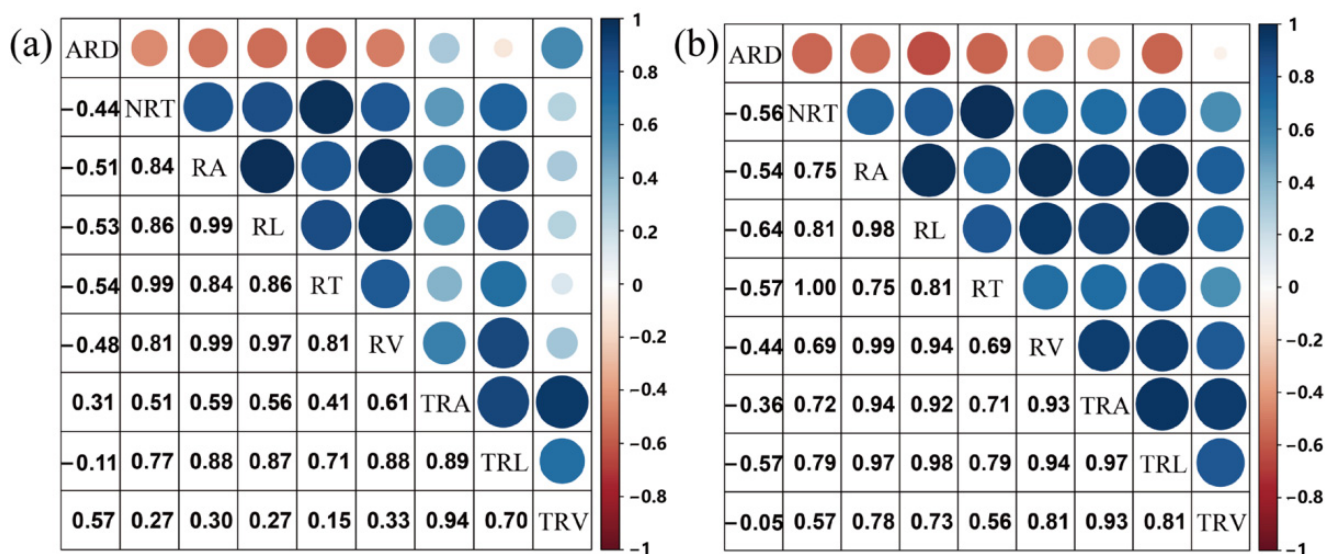 (a)
ARD
−0.44 NRT
−0.51 0.84 RA
−0.53 0.86 0.99 RL
−0.54 0.99 0.84 0.86 RT
−0.48 0.81 0.99 0.97 0.81 RV
0.31 0.51 0.59 0.56 0.41 0.61 TRA
−0.11 0.77 0.88 0.87 0.71 0.88 0.89 TRL
0.57 0.27 0.30 0.27 0.15 0.33 0.94 0.70 TRV
1
0.8
0.6
0.4
0.2
0
−0.2
−0.4
−0.6
−0.8
−1
(b)
ARD
−0.56 NRT
−0.54 0.75 RA
−0.64 0.81 0.98 RL
−0.57 1.00 0.75 0.81 RT
−0.44 0.69 0.99 0.94 0.69 RV
−0.36 0.72 0.94 0.92 0.71 0.93 TRA
−0.57 0.79 0.97 0.98 0.79 0.94 0.97 TRL
−0.05 0.57 0.78 0.73 0.56 0.81 0.93 0.81 TRV
1
0.8
0.6
0.4
0.2
0
−0.2
−0.4
−0.6
−0.8
−1